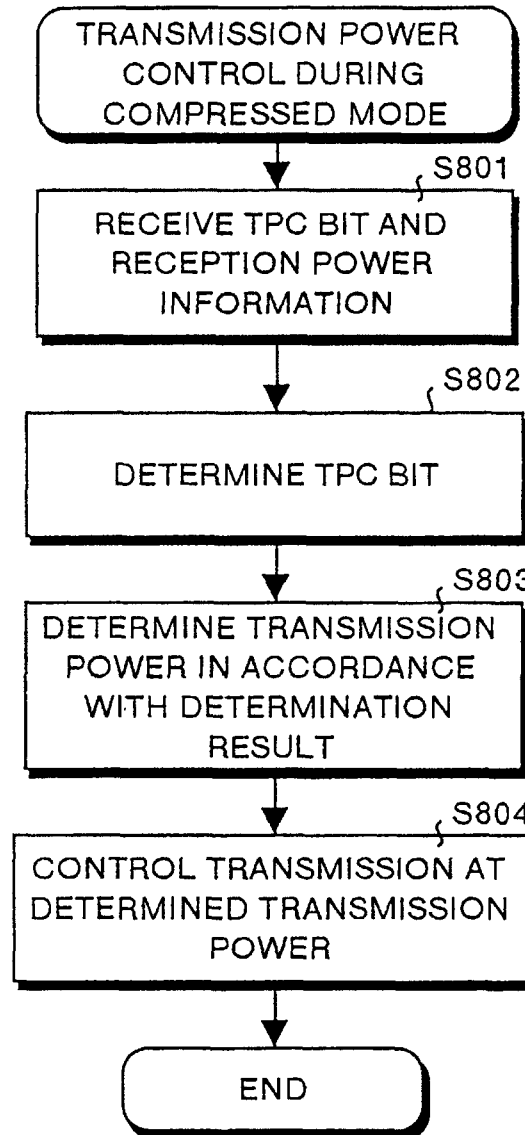 TRANSMISSION POWER
CONTROL DURING
COMPRESSED MODE
S801
RECEIVE TPC BIT AND
RECEPTION POWER
INFORMATION
S802
DETERMINE TPC BIT
S803
DETERMINE TRANSMISSION
POWER IN ACCORDANCE
WITH DETERMINATION
RESULT
S804
CONTROL TRANSMISSION AT
DETERMINED TRANSMISSION
POWER
END